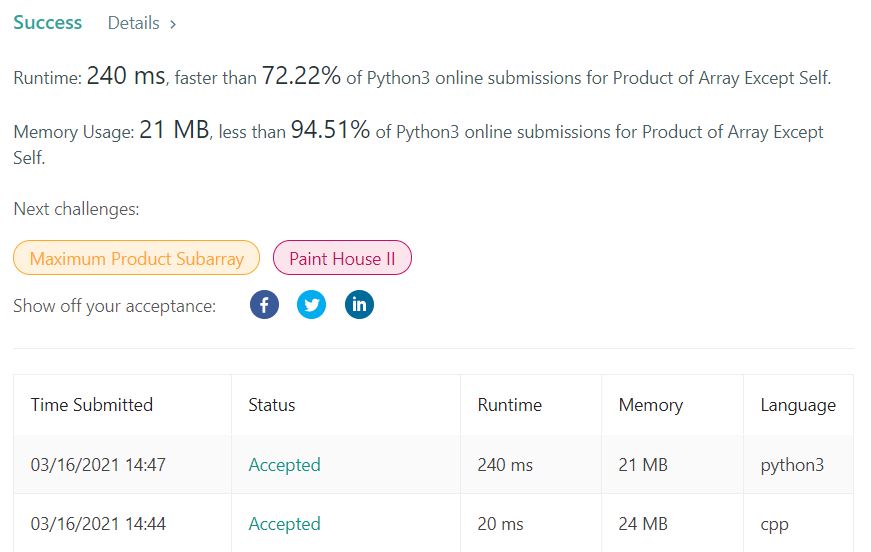 Success Details >
Runtime: 240 ms, faster than 72.22% of Python3 online submissions for Product of Array Except Self.
Memory Usage: 21 MB, less than 94.51% of Python3 online submissions for Product of Array Except
Self.
Next challenges:
Maximum Product Subarray Paint House II
Show off your acceptance: f in
Time Submitted Status Runtime Memory Language
03/16/2021 14:47 Accepted 240 ms 21 MB python3
03/16/2021 14:44 Accepted 20 ms 24 MB cpp